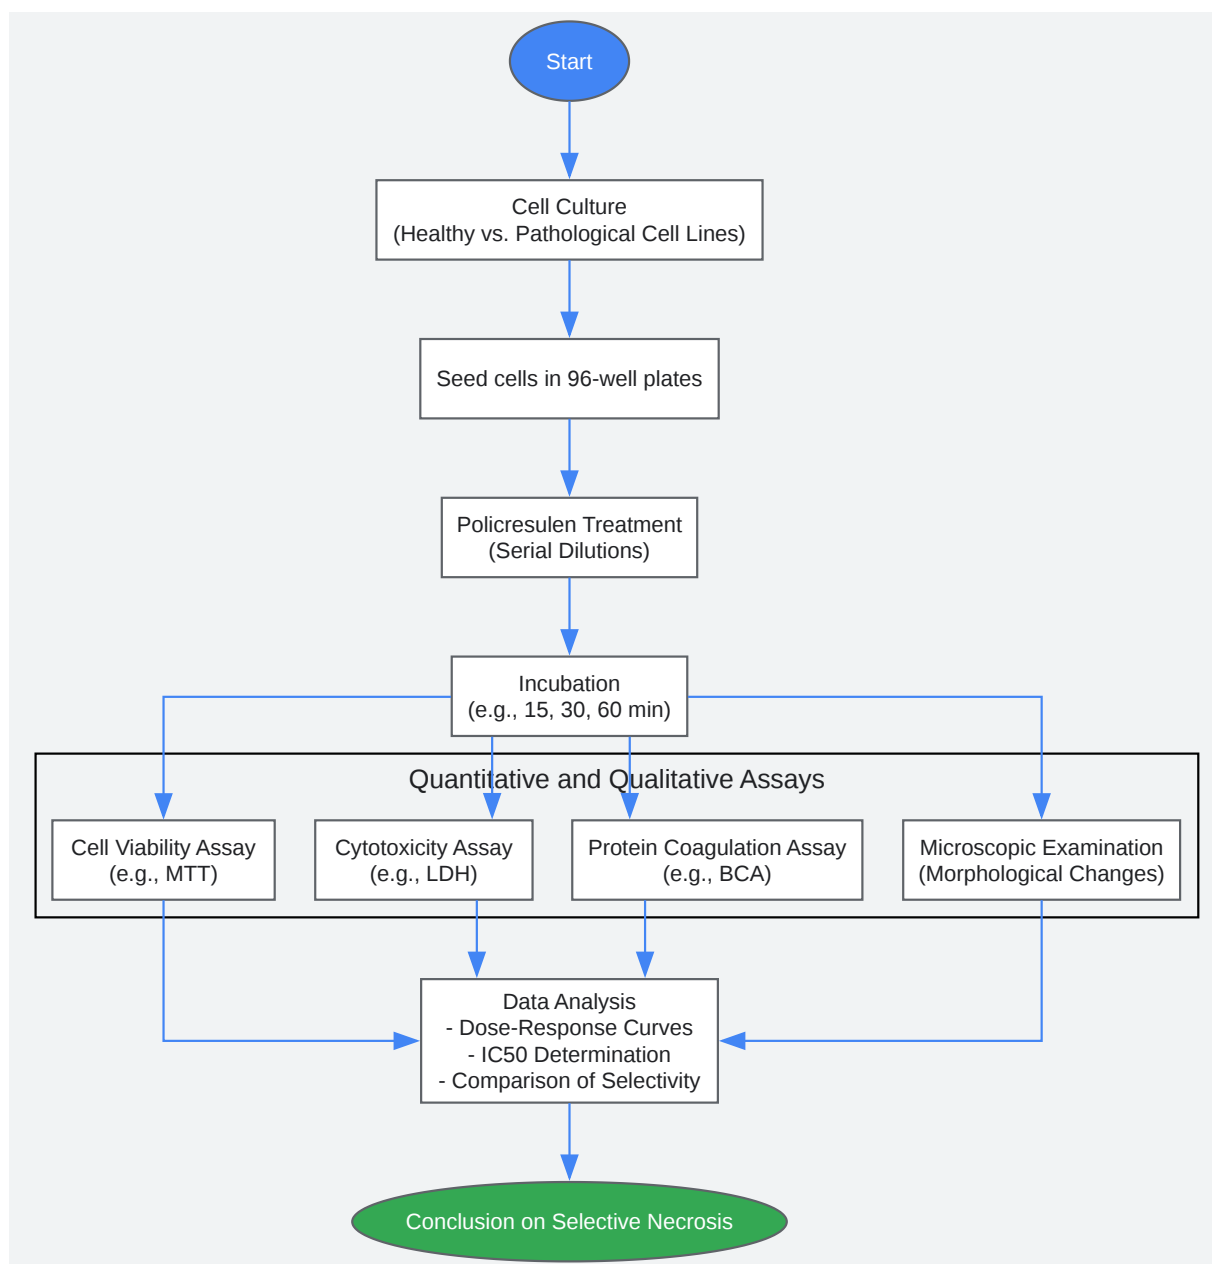 Start
Cell Culture
(Healthy vs. Pathological Cell Lines)
Seed cells in 96-well plates
Policresulen Treatment
(Serial Dilutions)
Incubation
(e.g., 15, 30, 60 min)
Quantitative and Qualitative Assays
Cell Viability Assay
(e.g., MTT)
Cytotoxicity Assay
(e.g., LDH)
Protein Coagulation Assay
(e.g., BCA)
Microscopic Examination
(Morphological Changes)
Data Analysis
- Dose-Response Curves
- IC50 Determination
- Comparison of Selectivity
Conclusion on Selective Necrosis